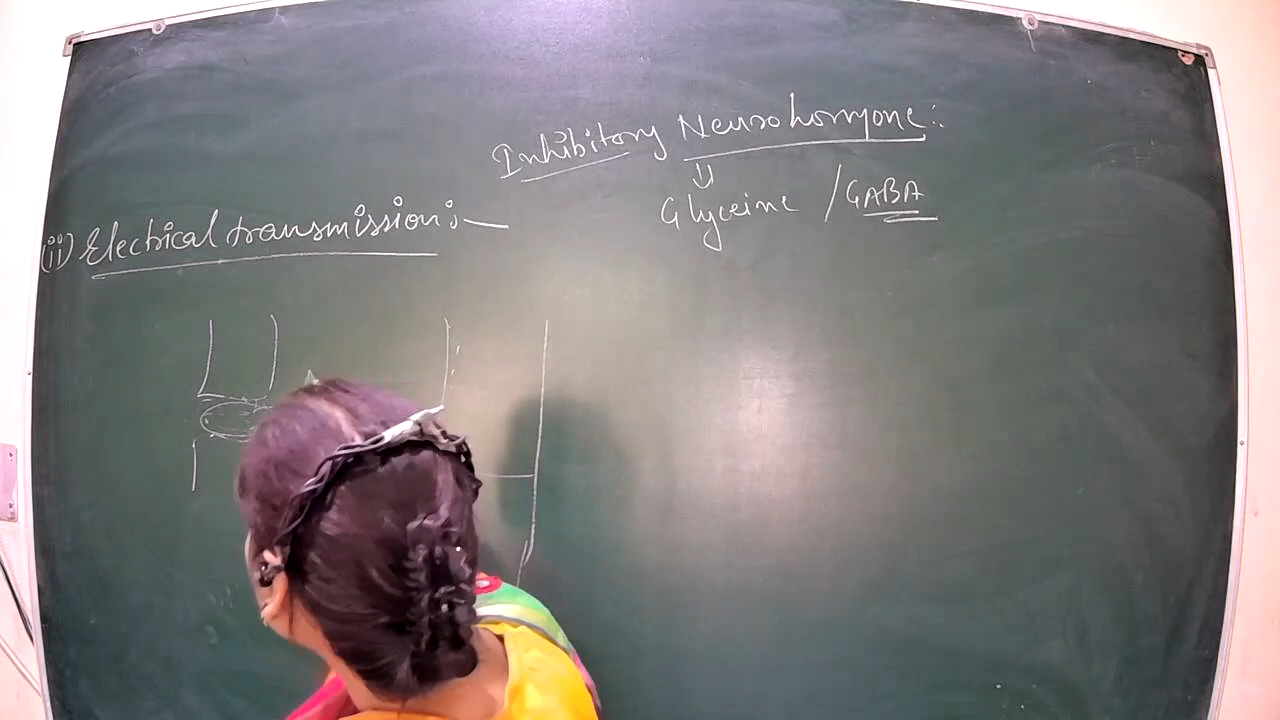 Inhibitory Neurohormone:
⇓
Glyceine / GABA
(ii) Electrical transmission:—